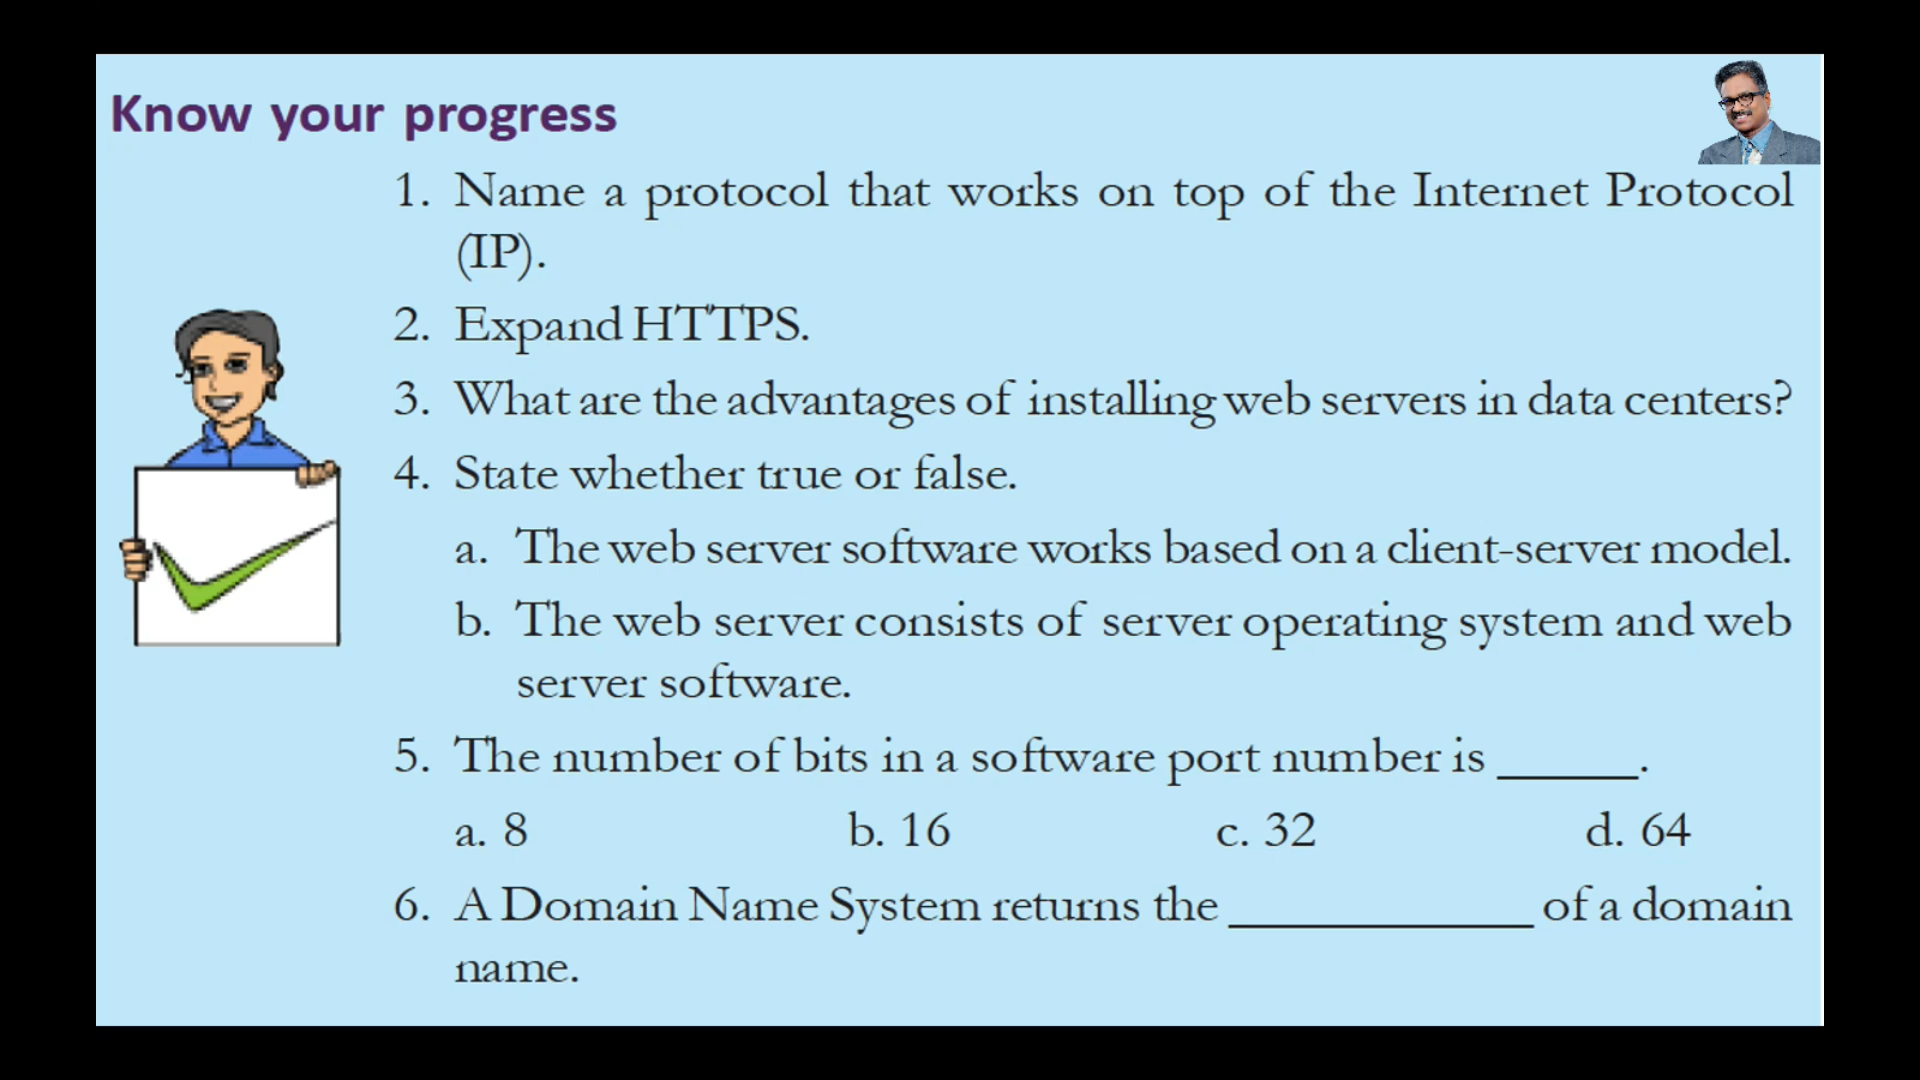 Know your progress
1. Name a protocol that works on top of the Internet Protocol
(IP).
2. Expand HTTPS.
3. What are the advantages of installing web servers in data centers?
4. State whether true or false.
a. The web server software works based on a client-server model.
b. The web server consists of server operating system and web
server software.
5. The number of bits in a software port number is ______.
a. 8 b. 16 c. 32 d. 64
6. A Domain Name System returns the _____________ of a domain
name.